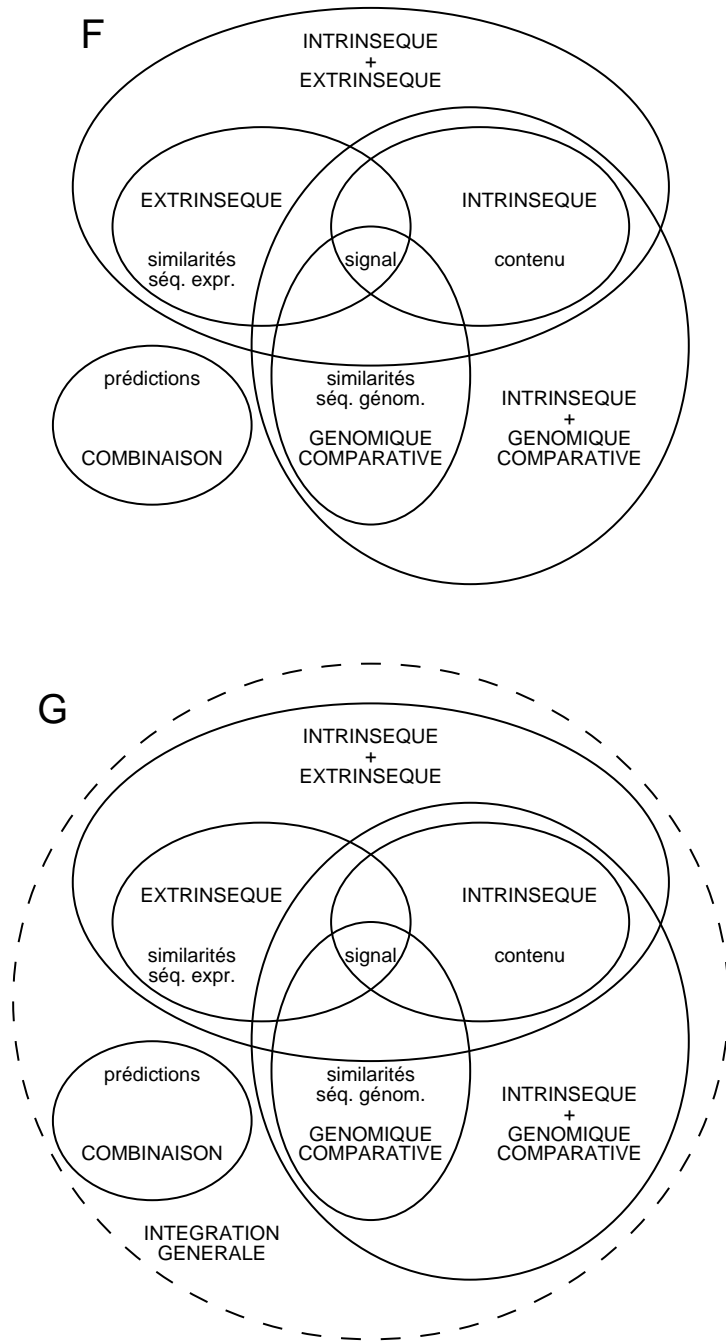 F
INTRINSEQUE
+
EXTRINSEQUE
EXTRINSEQUE
INTRINSEQUE
similarités
séq. expr.
signal
contenu
prédictions
COMBINAISON
similarités
séq. génom.
GENOMIQUE
COMPARATIVE
INTRINSEQUE
+
GENOMIQUE
COMPARATIVE
G
INTRINSEQUE
+
EXTRINSEQUE
EXTRINSEQUE
INTRINSEQUE
similarités
séq. expr.
signal
contenu
prédictions
COMBINAISON
similarités
séq. génom.
GENOMIQUE
COMPARATIVE
INTRINSEQUE
+
GENOMIQUE
COMPARATIVE
INTEGRATION
GENERALE